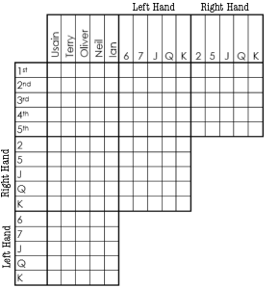 Left Hand Right Hand
Usain Terry Oliver Neil Ian 6 7 J Q K 2 5 J Q K
1st
2nd
3rd
4th
5th
Right Hand
2
5
J
Q
K
Left Hand
6
7
J
Q
K